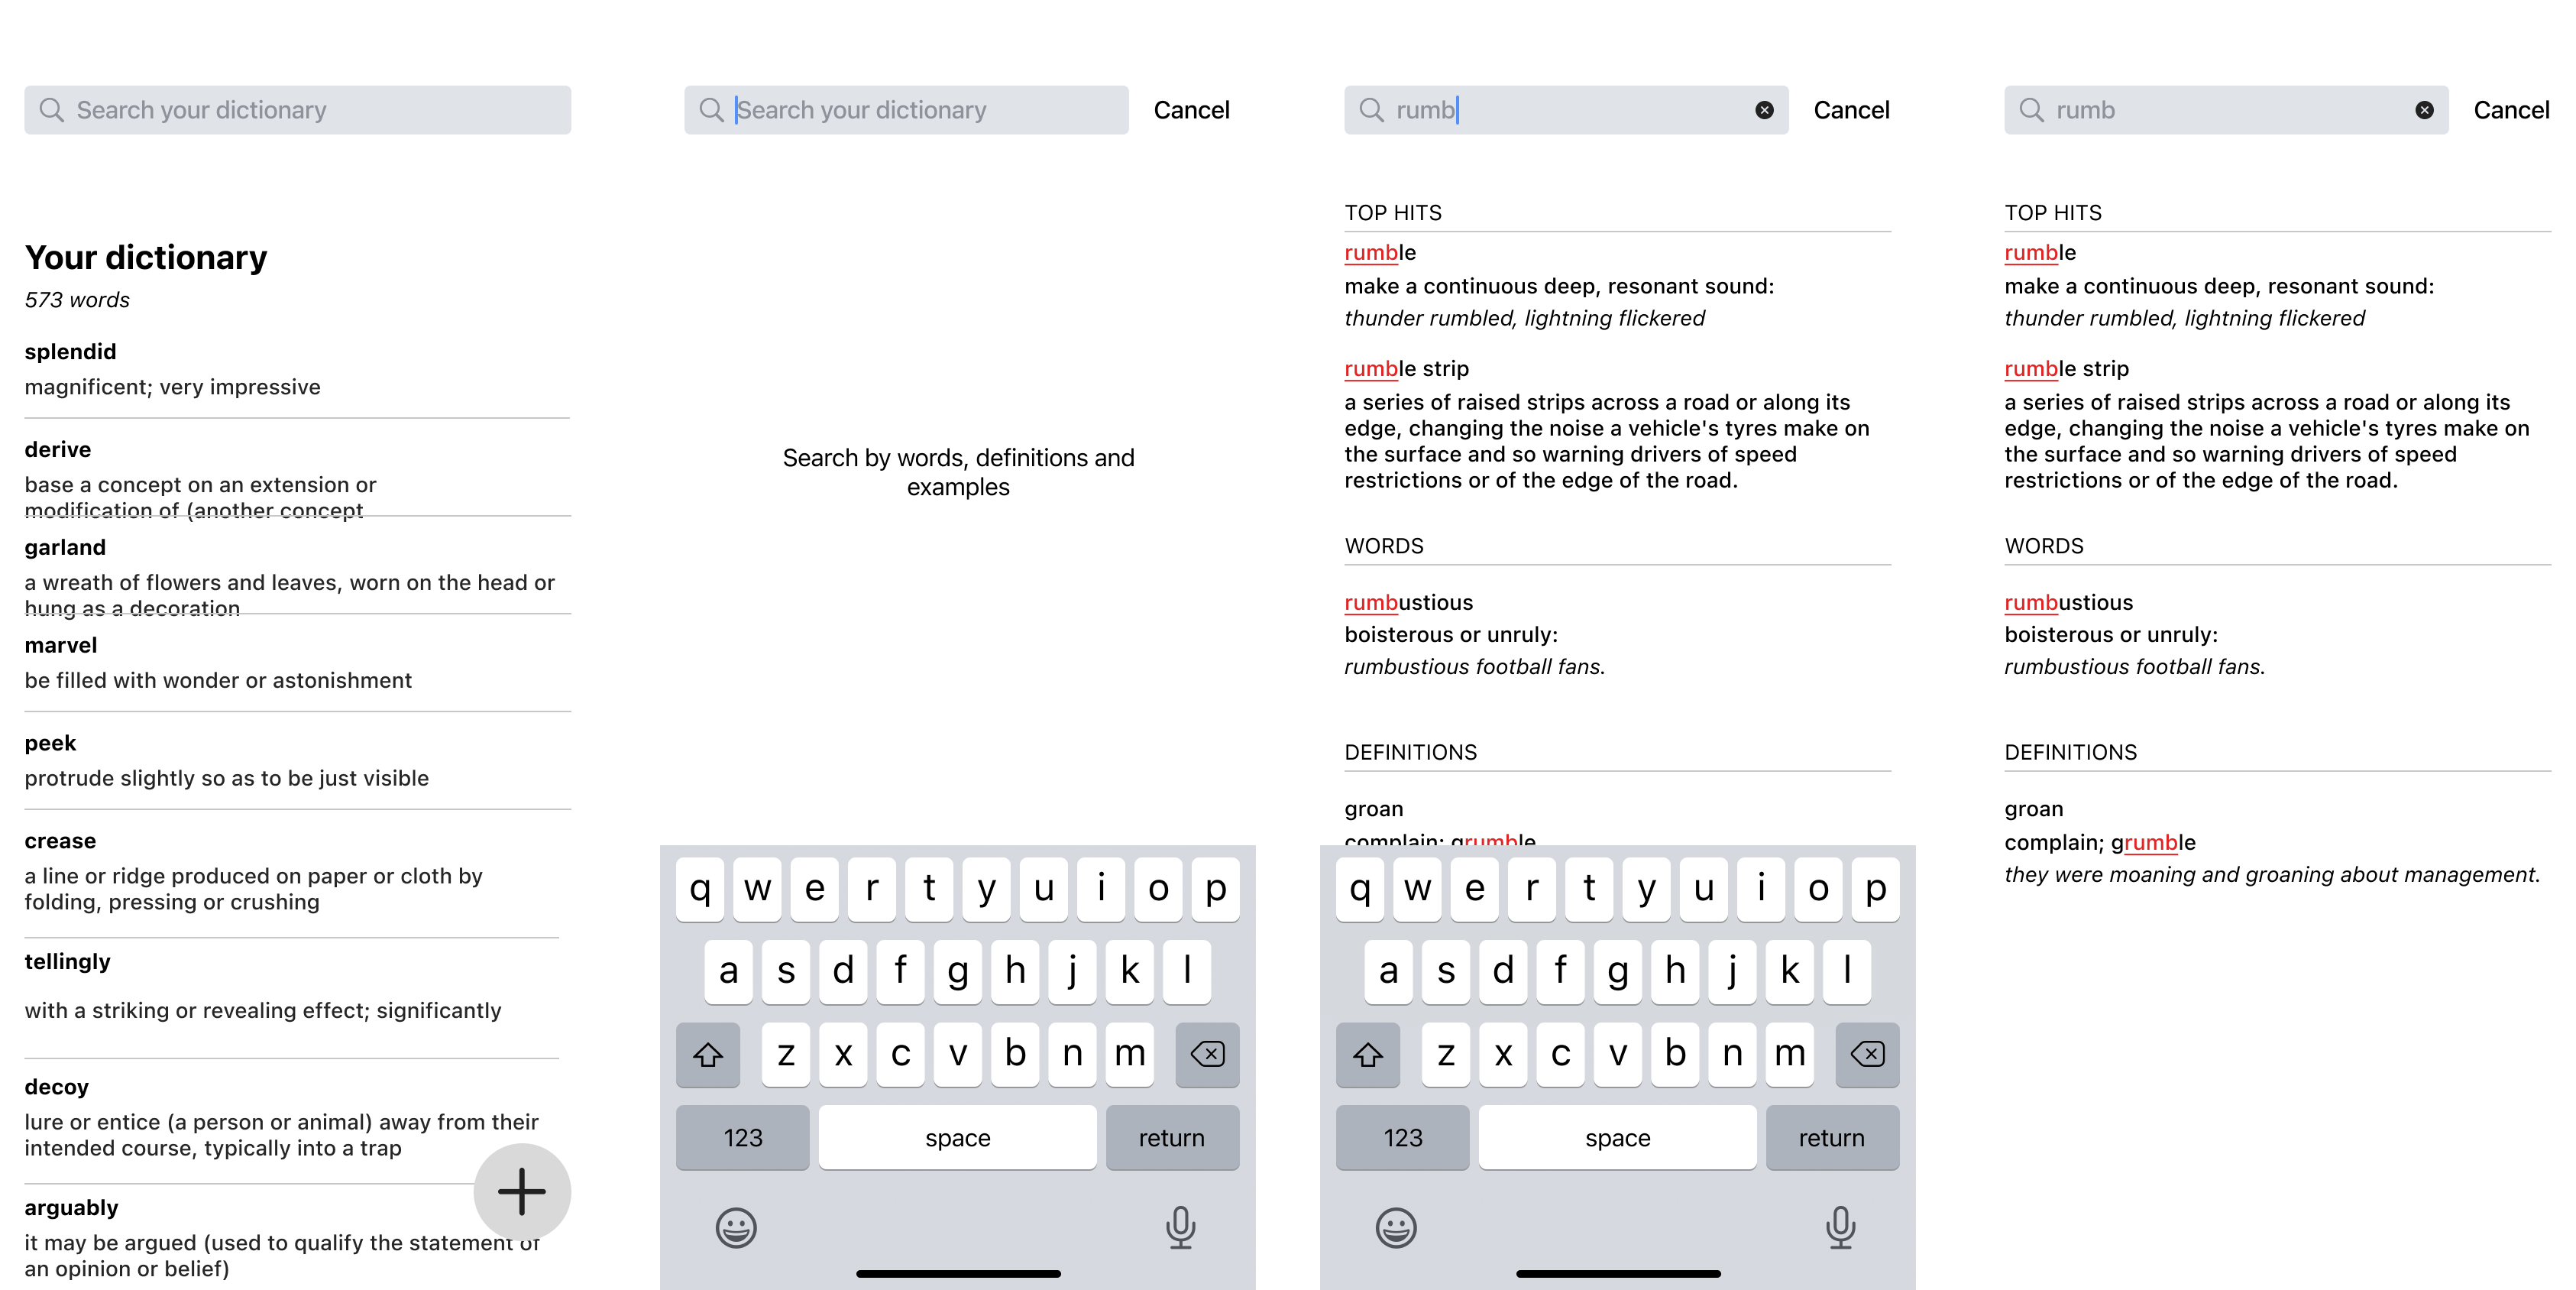 Search your dictionary
Your dictionary
573 words
splendid
magnificent; very impressive
derive
base a concept on an extension or
modification of (another concept
garland
a wreath of flowers and leaves, worn on the head or
hung as a decoration
marvel
be filled with wonder or astonishment
peek
protrude slightly so as to be just visible
crease
a line or ridge produced on paper or cloth by
folding, pressing or crushing
tellingly
with a striking or revealing effect; significantly
decoy
lure or entice (a person or animal) away from their
intended course, typically into a trap
arguably
it may be argued (used to qualify the statement of
an opinion or belief)
Search your dictionary Cancel
Search by words, definitions and
examples
q w e r t y u i o p
a s d f g h j k l
z x c v b n m
123 space return
rumb Cancel
TOP HITS
rumble
make a continuous deep, resonant sound:
thunder rumbled, lightning flickered
rumble strip
a series of raised strips across a road or along its
edge, changing the noise a vehicle's tyres make on
the surface and so warning drivers of speed
restrictions or of the edge of the road.
WORDS
rumbustious
boisterous or unruly:
rumbustious football fans.
DEFINITIONS
groan
complain; grumble
q w e r t y u i o p
a s d f g h j k l
z x c v b n m
123 space return
rumb Cancel
TOP HITS
rumble
make a continuous deep, resonant sound:
thunder rumbled, lightning flickered
rumble strip
a series of raised strips across a road or along its
edge, changing the noise a vehicle's tyres make on
the surface and so warning drivers of speed
restrictions or of the edge of the road.
WORDS
rumbustious
boisterous or unruly:
rumbustious football fans.
DEFINITIONS
groan
complain; grumble
they were moaning and groaning about management.